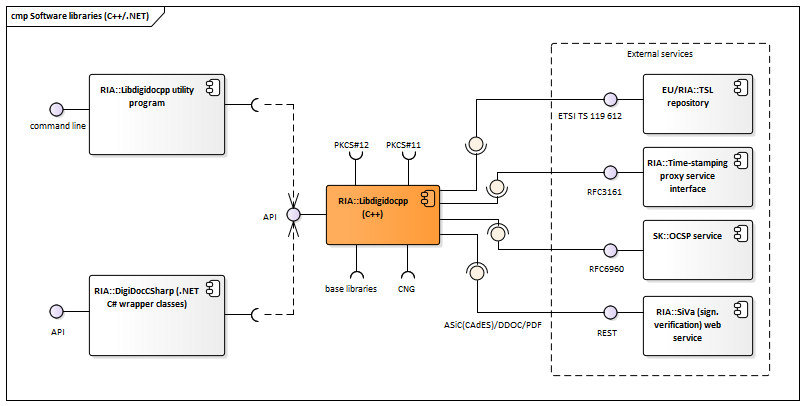 cmp Software libraries (C++/.NET)
External services
RIA::Libdigidocpp utility
program
command line
EU/RIA::TSL
repository
ETSI TS 119 612
PKCS#12
PKCS#11
RIA::Time-stamping
proxy service
interface
RFC3161
RIA::Libdigidocpp
(C++)
API
SK::OCSP service
RFC6960
base libraries
CNG
RIA::DigiDocCSharp (.NET
C# wrapper classes)
API
RIA::SiVa (sign.
verification) web
service
ASiC(CAdES)/DDOC/PDF
REST